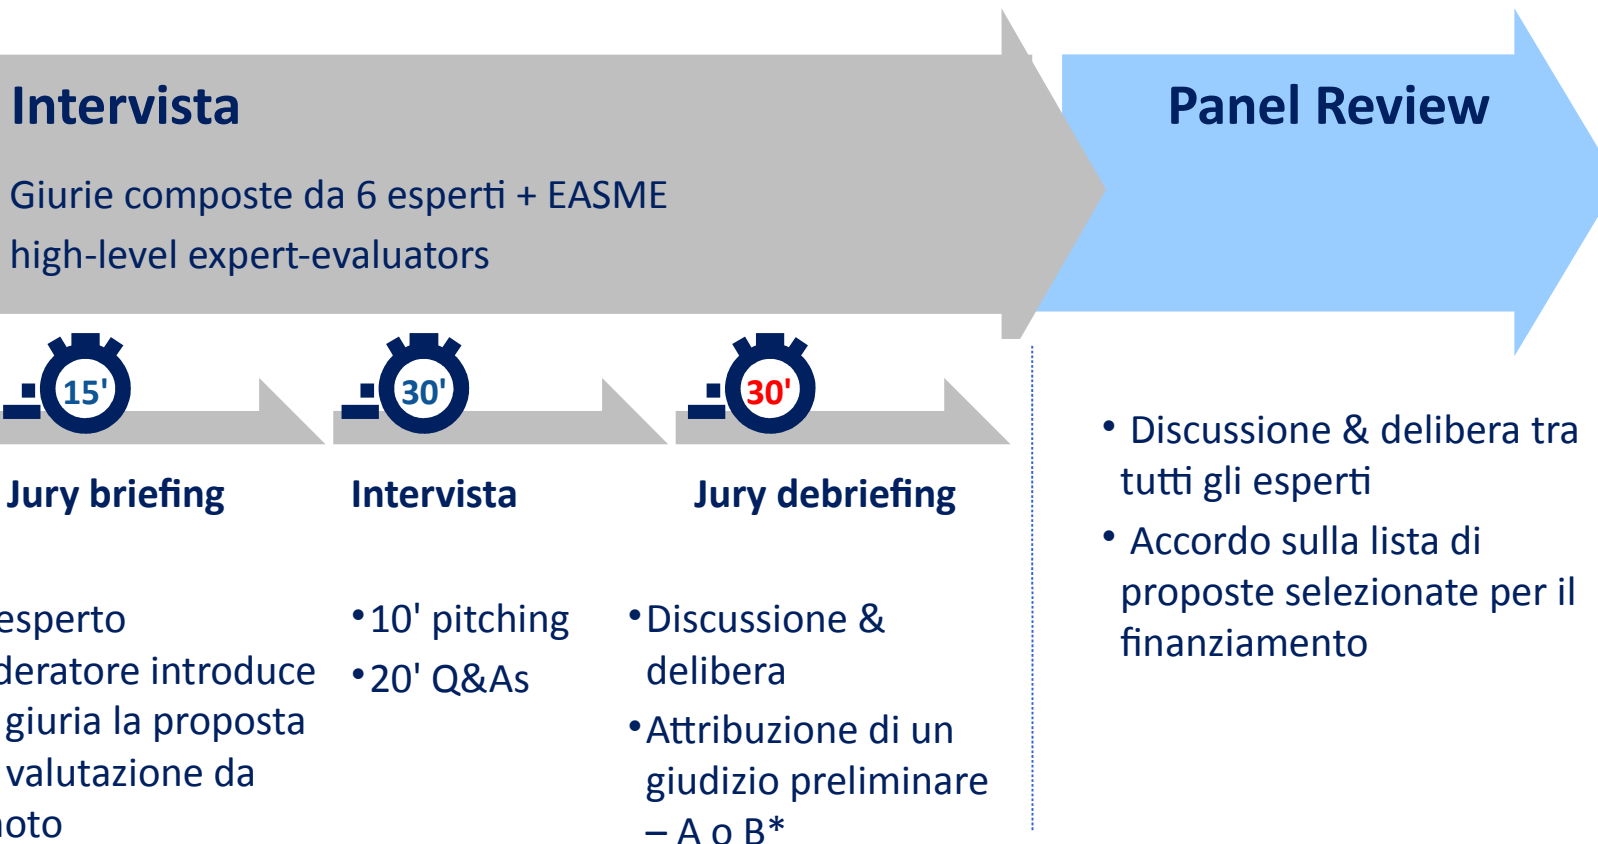 Intervista
Giurie composte da 6 esperti + EASME
high-level expert-evaluators
Panel Review
15'
30'
30'
Jury briefing
esperto
deratore introduce
giuria la proposta
valutazione da
noto
Intervista
• 10' pitching
• 20' Q&As
Jury debriefing
• Discussione &
delibera
• Attribuzione di un
giudizio preliminare
– A o B*
• Discussione & delibera tra
tutti gli esperti
• Accordo sulla lista di
proposte selezionate per il
finanziamento